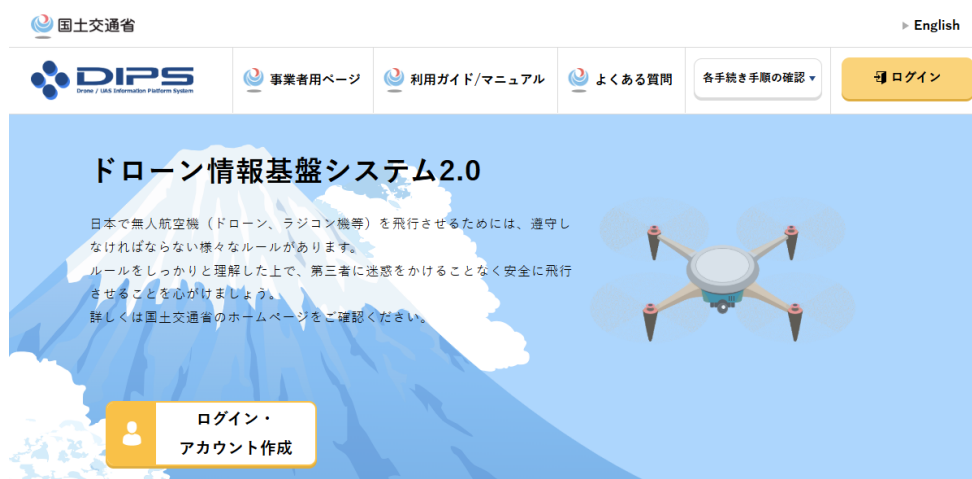 国土交通省
English
DIPS
Drone / UAS Information Platform System
事業者用ページ
利用ガイド/マニュアル
よくある質問
各手続き手順の確認
ログイン
ドローン情報基盤システム2.0
日本で無人航空機（ドローン、ラジコン機等）を飛行させるためには、遵守し
なければならない様々なルールがあります。
ルールをしっかりと理解した上で、第三者に迷惑をかけることなく安全に飛行
させることを心がけましょう。
詳しくは国土交通省のホームページをご確認ください。
ログイン・
アカウント作成